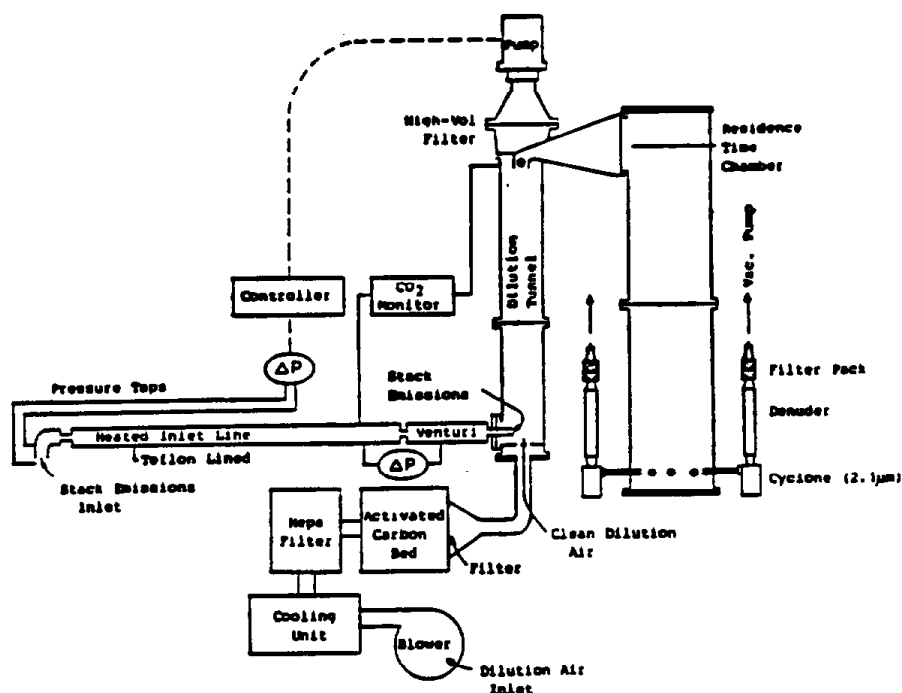 Pump
High-Vol
Filter
Residence
Time
Chamber
Vac. Pump
Dilution
Tunnel
Controller
CO2
Monitor
ΔP
Pressure Taps
Stack
Emissions
Filter Pack
Denuder
Heated Inlet Line
Venturi
Teflon Lined
ΔP
Cyclone (2.1µm)
Stack Emissions
Inlet
Hepa
Filter
Activated
Carbon
Bed
Clean Dilution
Air
Filter
Cooling
Unit
Blower
Dilution Air
Inlet